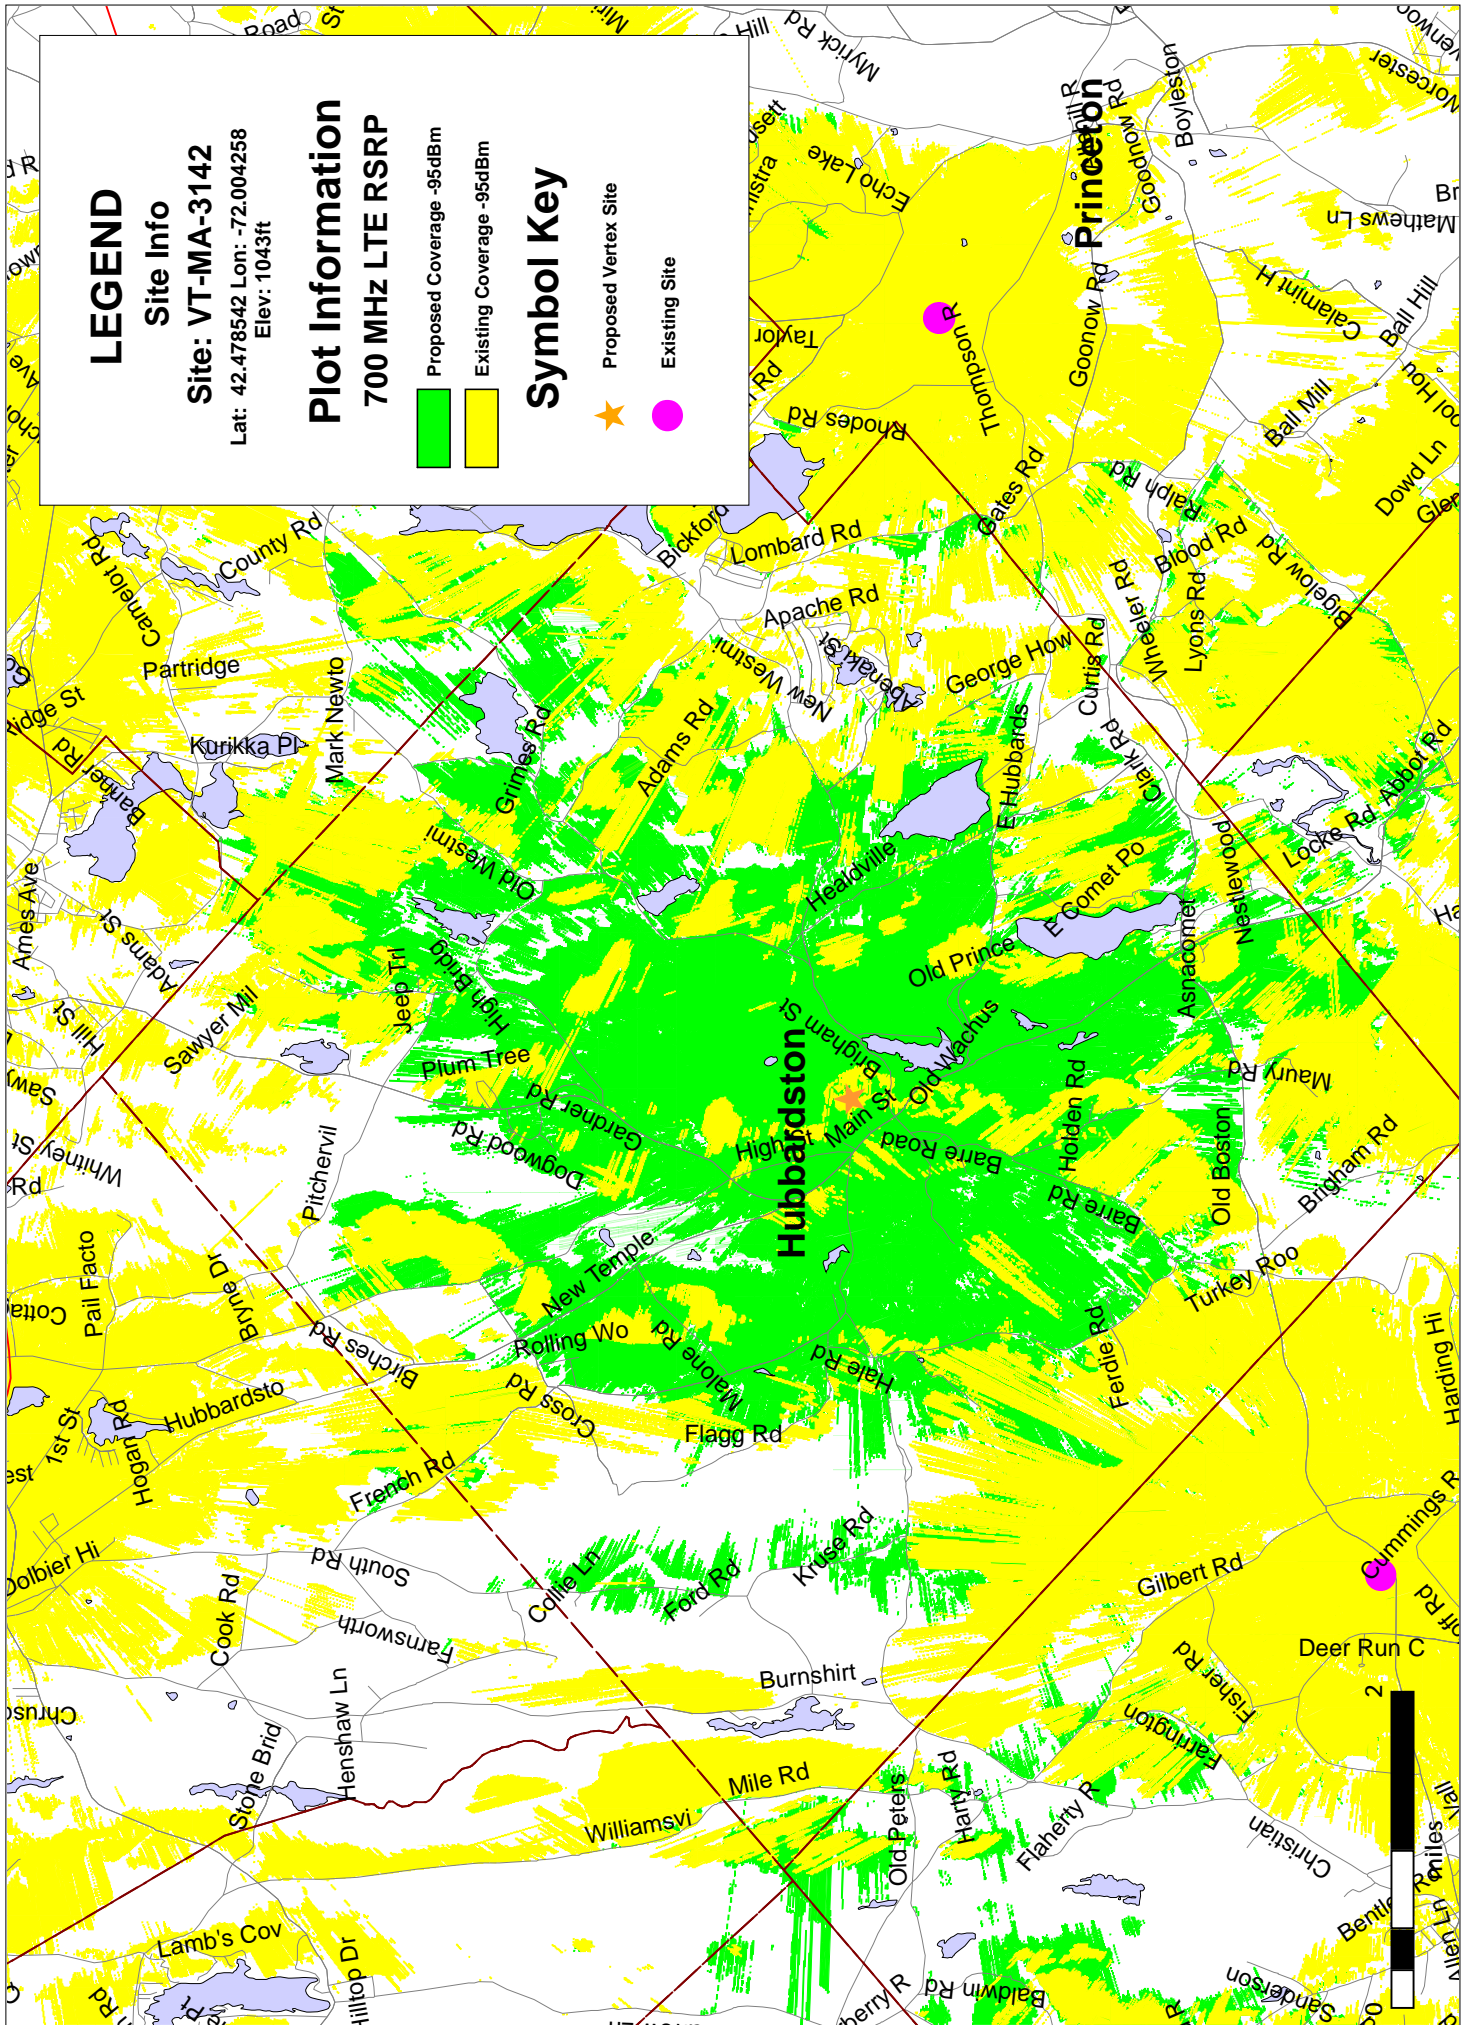 LEGEND
Site Info
Site: VT-MA-3142
Lat: 42.478542 Lon: -72.004258
Elev: 1043ft
Plot Information
700 MHz LTE RSRP
Proposed Coverage -95dBm
Existing Coverage -95dBm
Symbol Key
Proposed Vertex Site
Existing Site
Hubbardston
Princeton
Road
St
Hill
Myrick Rd
Worcester
Boyleston
Goodnow Rd
Echo Lake
Mathews Ln
Br
Calamint H
Ball Hill
Goonow Rd
Thompson R
Taylor
Rhodes Rd
Ball Mill
Dowd Ln
Ralph Rd
Gates Rd
Blood Rd
Bigelow Rd
Lyons Rd
Wheeler Rd
Lombard Rd
Bickford
Apache Rd
Abenaki St
New Westmi
George How
Curtis Rd
Clark Rd
E Hubbards
Abbot Rd
Locke Rd
Nestlewood
E Comet Po
Asnacomet
Healdville
Old Prince
Adams Rd
Grimes Rd
Old Westmi
County Rd
Camelot Rd
Partridge
Mark Newto
Kurikka Pl
Banner Rd
Ames Ave
Adams St
Hill St
Sawyer Mil
Jeep Trl
High Bridg
Plum Tree
Gardner Rd
Dogwood Rd
Pitchervil
Whitney St
Rd
Brigham St
Old Wachus
Main St
High St
Barre Road
Holden Rd
Barre Rd
Maury Rd
Old Boston
Brigham Rd
Turkey Roo
Ferdie Rd
Harding Hi
New Temple
Rolling Wo
Malone Rd
Hale Rd
Cross Rd
Flagg Rd
Birches Rd
Bryne Dr
Pail Facto
Hubbardsto
1st St
Hogan Rd
French Rd
South Rd
Dolbier Hi
Cook Rd
Farnsworth
Collie Ln
Ford Rd
Kruse Rd
Gilbert Rd
Cummings R
Deer Run C
Fisher Rd
Farrington
Burnshirt
Henshaw Ln
Stone Brid
Mile Rd
Williamsvi
Old Peters
Harty Rd
Flaherty R
Christian
Lamb's Cov
Baldwin Rd
Sanderson
Allen Ln
0
2
miles